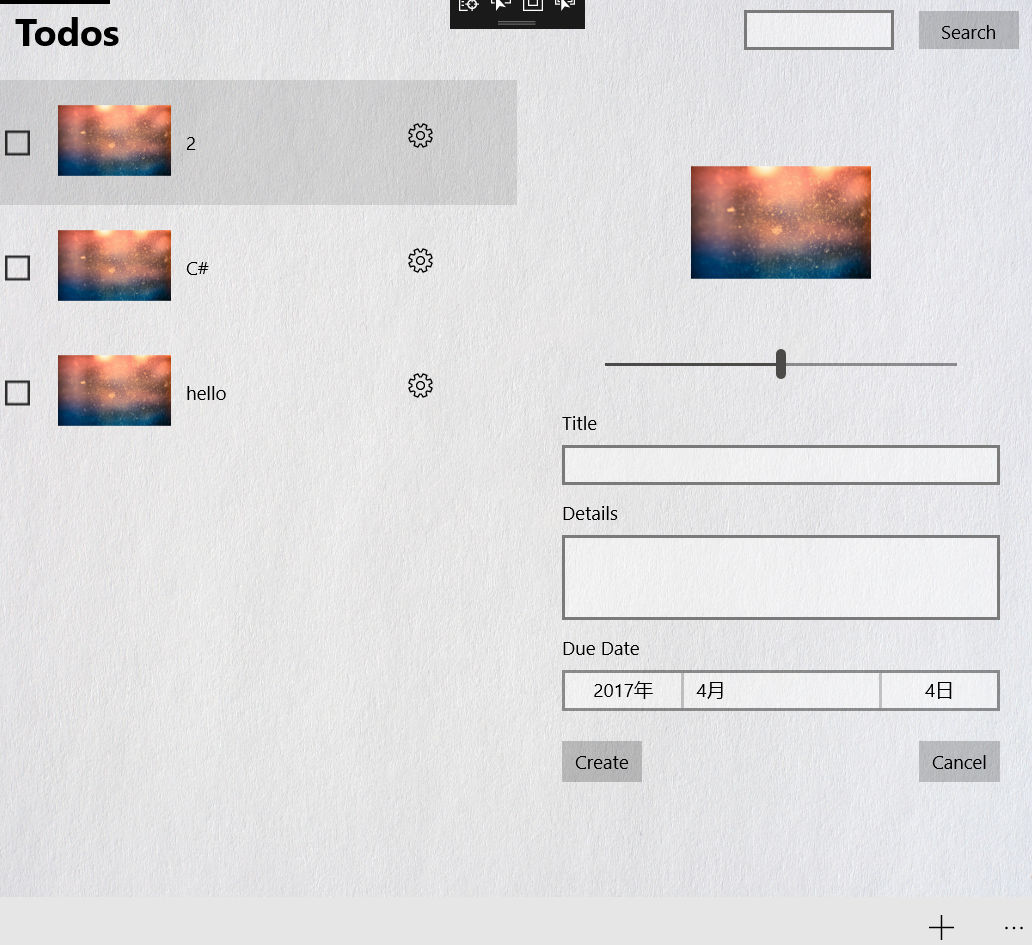 Todos
Search
2
C#
hello
Title
Details
Due Date
2017年 4月 4日
Create
Cancel